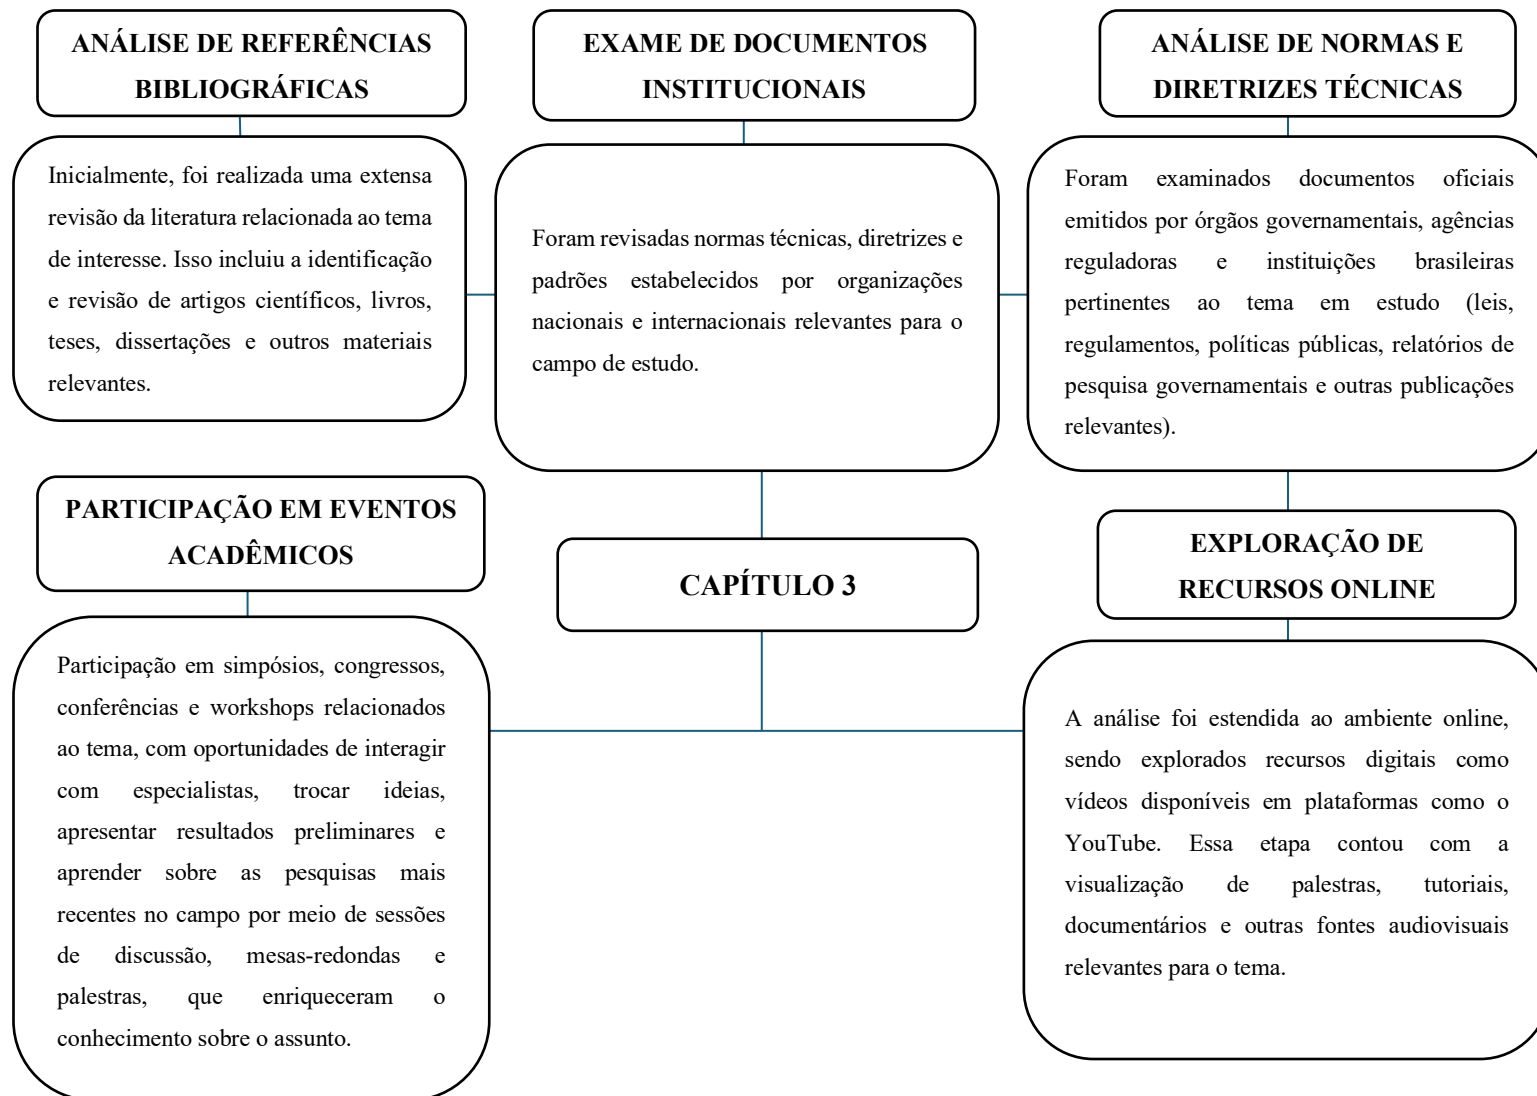 ANÁLISE DE REFERÊNCIAS
BIBLIOGRÁFICAS
Inicialmente, foi realizada uma extensa
revisão da literatura relacionada ao tema
de interesse. Isso incluiu a identificação
e revisão de artigos científicos, livros,
teses, dissertações e outros materiais
relevantes.
EXAME DE DOCUMENTOS
INSTITUCIONAIS
Foram revisadas normas técnicas, diretrizes e
padrões estabelecidos por organizações
nacionais e internacionais relevantes para o
campo de estudo.
ANÁLISE DE NORMAS E
DIRETRIZES TÉCNICAS
Foram examinados documentos oficiais
emitidos por órgãos governamentais, agências
reguladoras e instituições brasileiras
pertinentes ao tema em estudo (leis,
regulamentos, políticas públicas, relatórios de
pesquisa governamentais e outras publicações
relevantes).
PARTICIPAÇÃO EM EVENTOS
ACADÊMICOS
Participação em simpósios, congressos,
conferências e workshops relacionados
ao tema, com oportunidades de interagir
com especialistas, trocar ideias,
apresentar resultados preliminares e
aprender sobre as pesquisas mais
recentes no campo por meio de sessões
de discussão, mesas-redondas e
palestras, que enriqueceram o
conhecimento sobre o assunto.
CAPÍTULO 3
EXPLORAÇÃO DE
RECURSOS ONLINE
A análise foi estendida ao ambiente online,
sendo explorados recursos digitais como
vídeos disponíveis em plataformas como o
YouTube. Essa etapa contou com a
visualização de palestras, tutoriais,
documentários e outras fontes audiovisuais
relevantes para o tema.